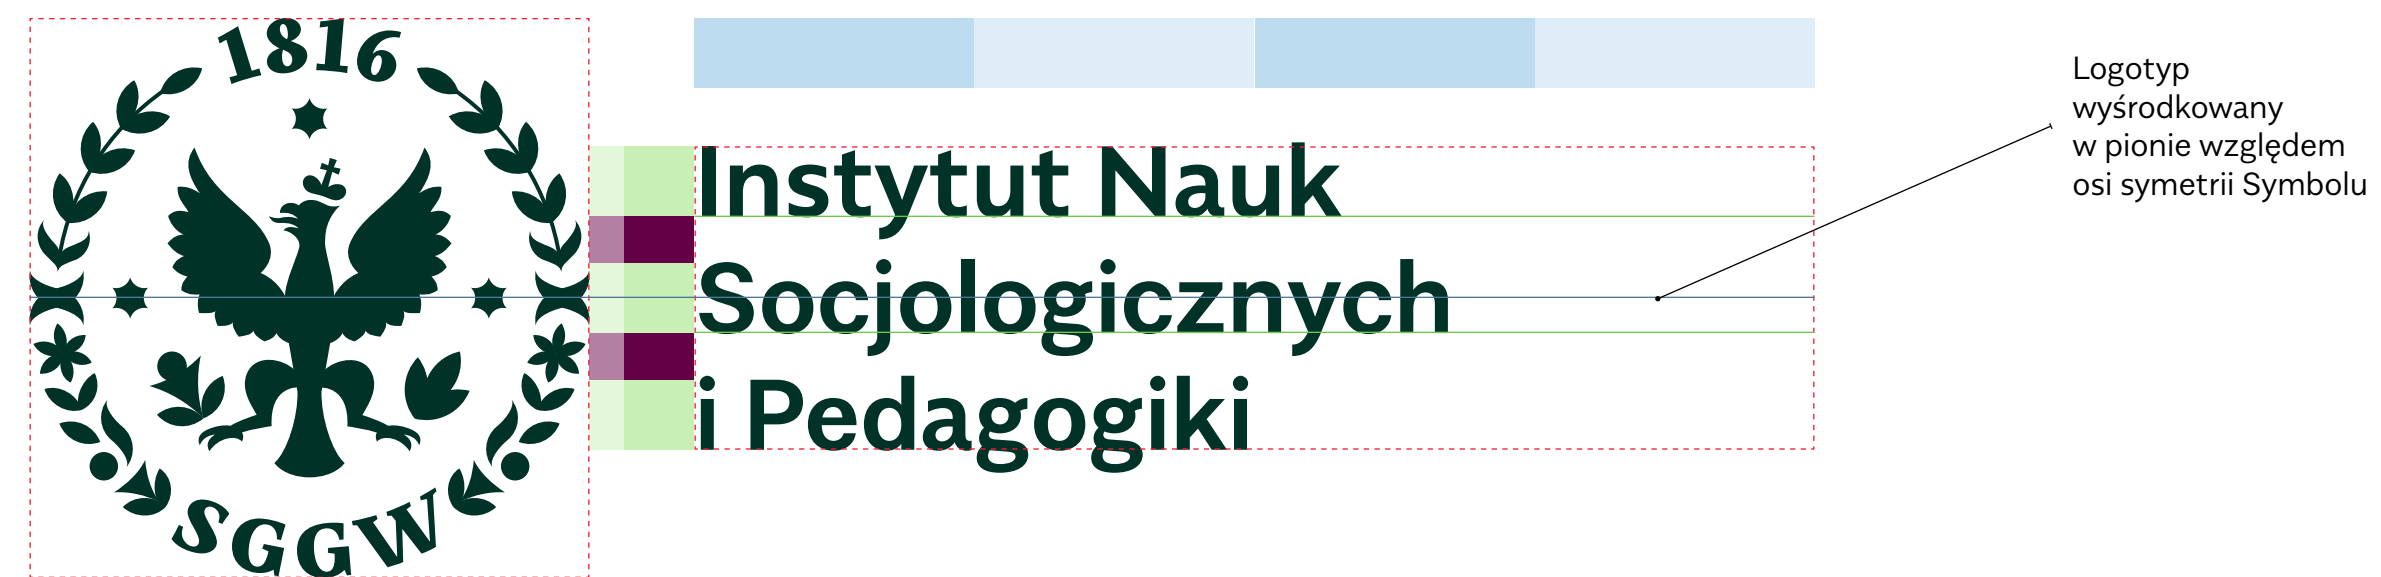 1816
SGGW
Instytut Nauk
Socjologicznych
i Pedagogiki
Logotyp
wyśrodkowany
w pionie względem
osi symetrii Symbolu